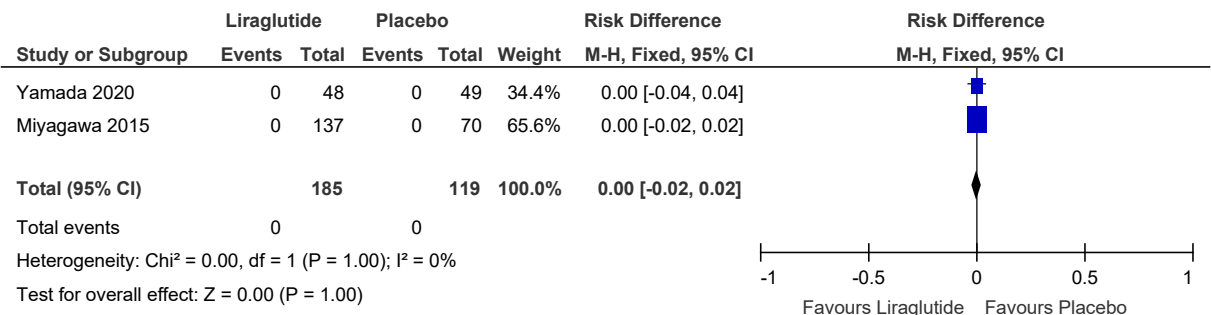 Liraglutide Placebo Risk Difference Risk Difference
Study or Subgroup Events Total Events Total Weight M-H, Fixed, 95% CI M-H, Fixed, 95% CI
Yamada 2020 0 48 0 49 34.4% 0.00 [-0.04, 0.04]
Miyagawa 2015 0 137 0 70 65.6% 0.00 [-0.02, 0.02]
Total (95% CI) 185 119 100.0% 0.00 [-0.02, 0.02]
Total events 0 0
Heterogeneity: Chi² = 0.00, df = 1 (P = 1.00); I² = 0%
Test for overall effect: Z = 0.00 (P = 1.00)
-1 -0.5 0 0.5 1
Favours Liraglutide Favours Placebo